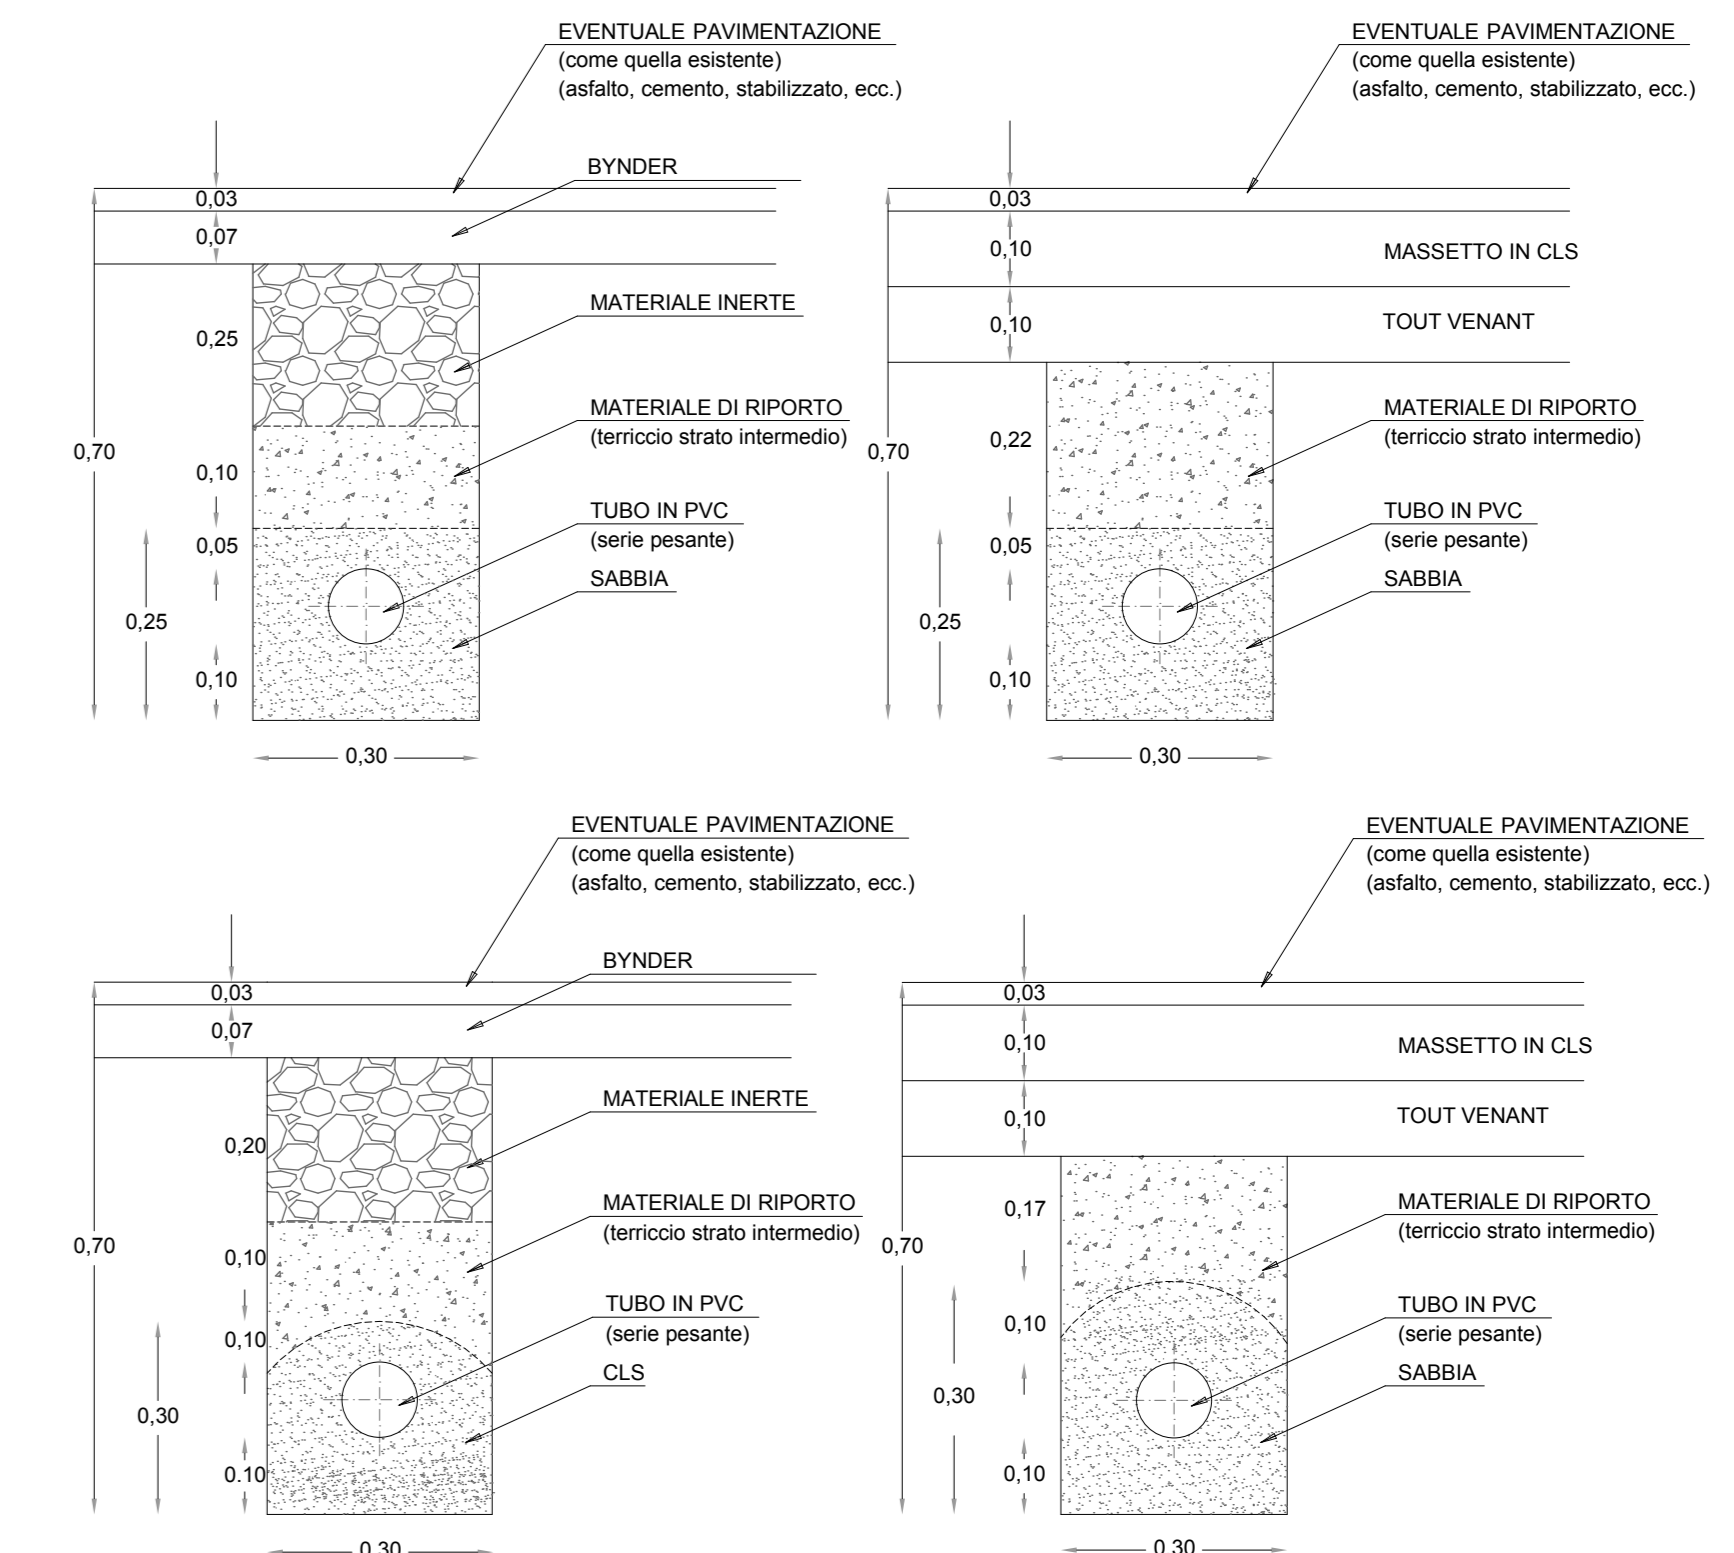 EVENTUALE PAVIMENTAZIONE
(come quella esistente)
(asfalto, cemento, stabilizzato, ecc.)
BYNDER
0,03
0,07
MATERIALE INERTE
0,25
MATERIALE DI RIPORTO
(terriccio strato intermedio)
0,70
0,10
TUBO IN PVC
(serie pesante)
0,05
SABBIA
0,25
0,10
0,30
EVENTUALE PAVIMENTAZIONE
(come quella esistente)
(asfalto, cemento, stabilizzato, ecc.)
0,03
0,10
MASSETTO IN CLS
0,10
TOUT VENANT
MATERIALE DI RIPORTO
(terriccio strato intermedio)
0,22
0,70
TUBO IN PVC
(serie pesante)
0,05
SABBIA
0,25
0,10
0,30
EVENTUALE PAVIMENTAZIONE
(come quella esistente)
(asfalto, cemento, stabilizzato, ecc.)
BYNDER
0,03
0,07
MATERIALE INERTE
0,20
MATERIALE DI RIPORTO
(terriccio strato intermedio)
0,70
0,10
TUBO IN PVC
(serie pesante)
0,10
CLS
0,30
0.10
0,30
EVENTUALE PAVIMENTAZIONE
(come quella esistente)
(asfalto, cemento, stabilizzato, ecc.)
0,03
0,10
MASSETTO IN CLS
0,10
TOUT VENANT
0,17
MATERIALE DI RIPORTO
(terriccio strato intermedio)
0,70
TUBO IN PVC
(serie pesante)
0,10
SABBIA
0,30
0,10
0,30